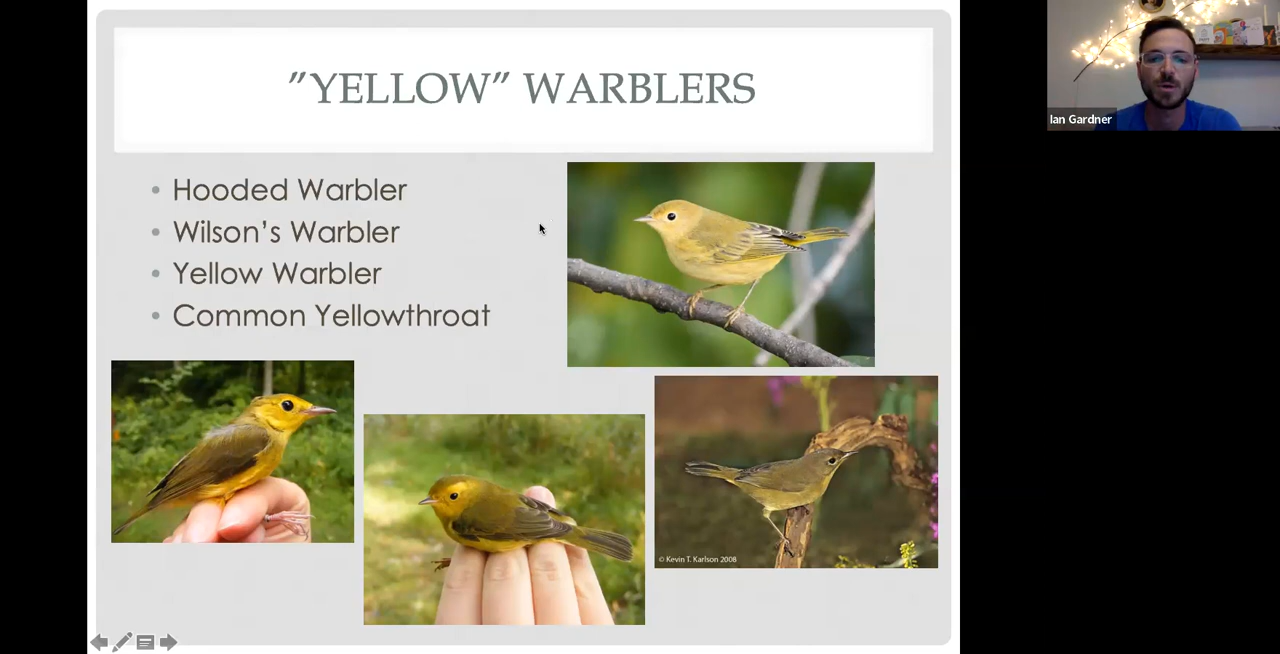 ”YELLOW” WARBLERS
Ian Gardner
• Hooded Warbler
• Wilson’s Warbler
• Yellow Warbler
• Common Yellowthroat
© Kevin T. Karlson 2008